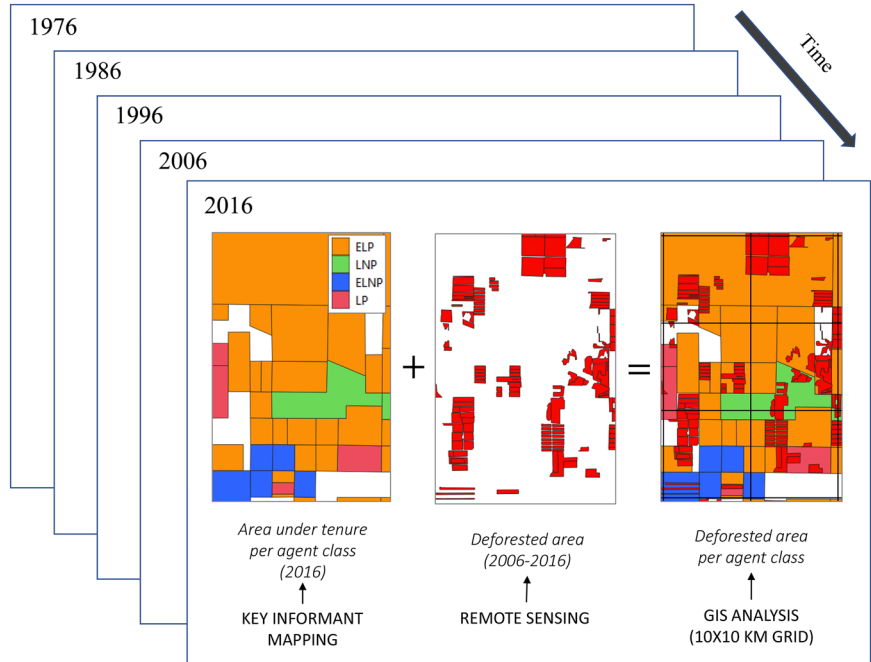 1976
1986
1996
2006
2016
Time
ELP
LNP
ELNP
LP
+
=
Area under tenure
per agent class
(2016)
Deforested area
(2006-2016)
Deforested area
per agent class
KEY INFORMANT
MAPPING
REMOTE SENSING
GIS ANALYSIS
(10X10 KM GRID)